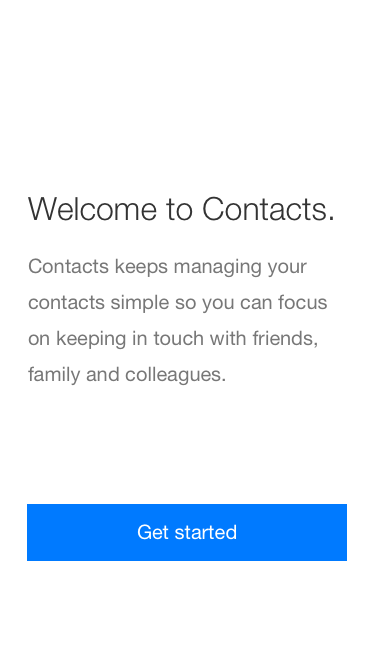 Welcome to Contacts.
Contacts keeps managing your
contacts simple so you can focus
on keeping in touch with friends,
family and colleagues.
Get started